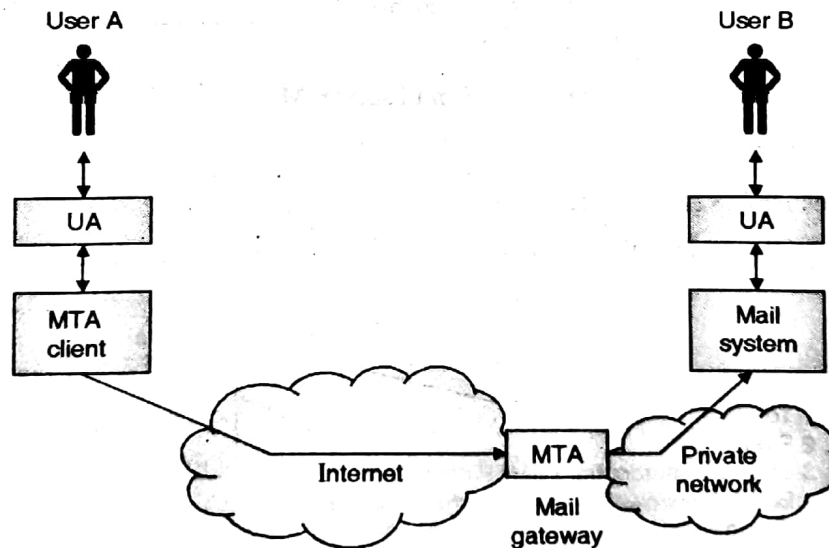 User A
User B
UA
UA
MTA
client
Mail
system
Internet
MTA
Private
network
Mail
gateway